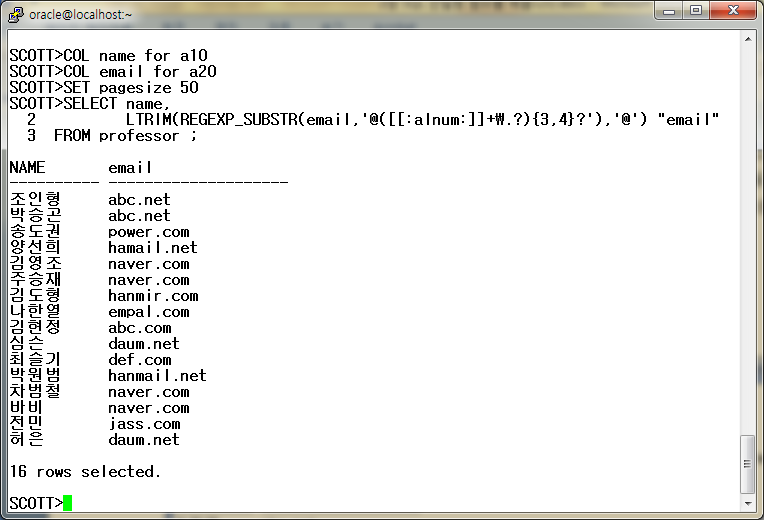 oracle@localhost:~
SCOTT>COL name for a10
SCOTT>COL email for a20
SCOTT>SET pagesize 50
SCOTT>SELECT name,
2 LTRIM(REGEXP_SUBSTR(email,'@([[:alnum:]]+₩.?){3,4}?'),'@') "email"
3 FROM professor ;
NAME email
---------- --------------------
조인형 abc.net
박승곤 abc.net
송도권 power.com
양선희 hamail.net
김영조 naver.com
주승재 naver.com
김도형 hanmir.com
나한열 empal.com
김현정 abc.com
심슨 daum.net
최슬기 def.com
박원범 hanmail.net
차범철 naver.com
바비 naver.com
전민 jass.com
허은 daum.net
16 rows selected.
SCOTT>